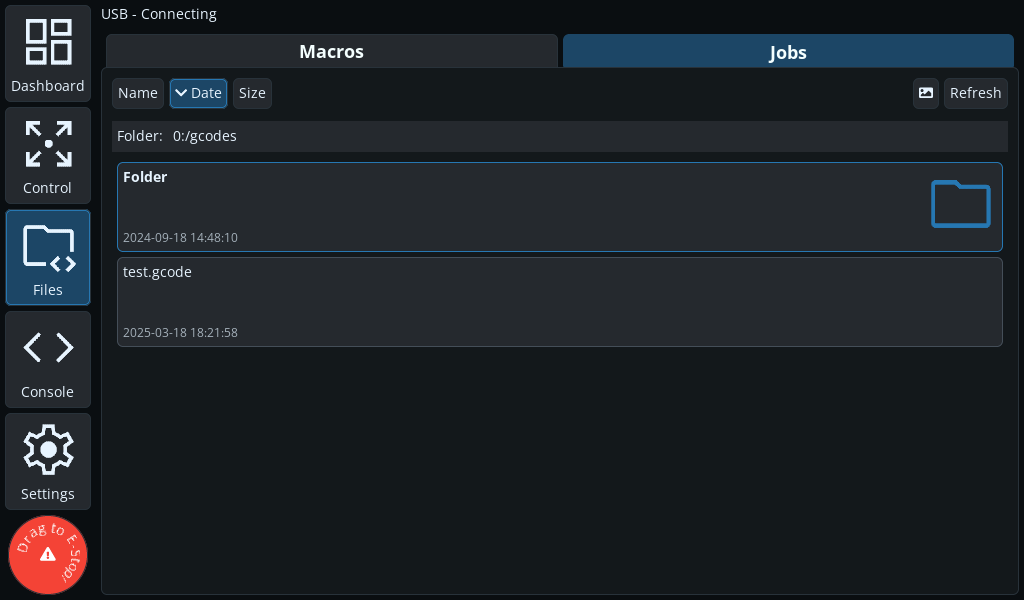 USB - Connecting
Dashboard
Control
Files
Console
Settings
Drag to E-Stop!
Macros
Jobs
Name
Date
Size
Refresh
Folder: 0:/gcodes
Folder
2024-09-18 14:48:10
test.gcode
2025-03-18 18:21:58